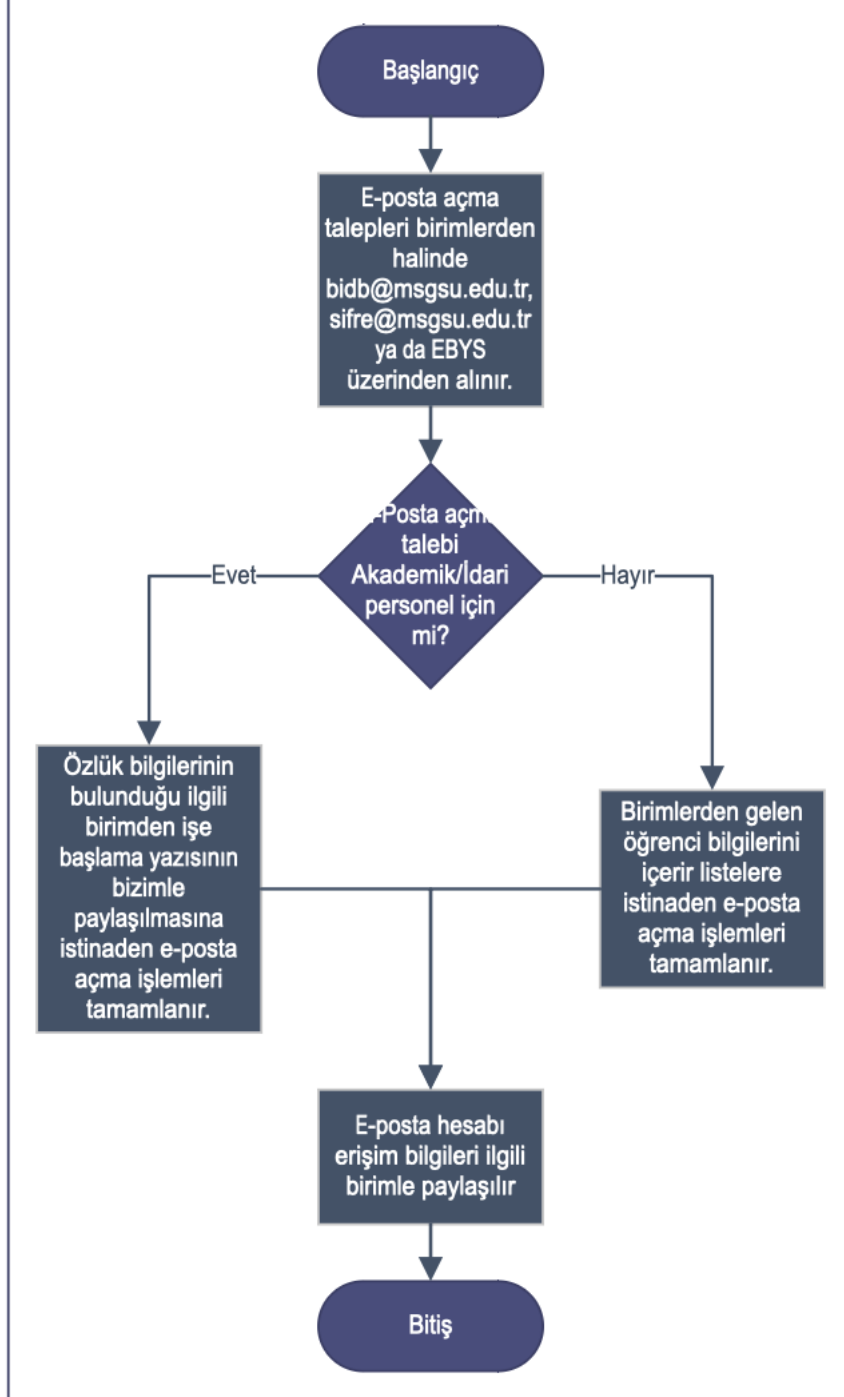 Başlangıç
E-posta açma
talepleri birimlerden
halinde
bidb@msgsu.edu.tr,
sifre@msgsu.edu.tr
ya da EBYS
üzerinden alınır.
-Posta açma
talebi
Akademik/İdari
personel için
mi?
Evet
Hayır
Özlük bilgilerinin
bulunduğu ilgili
birimden işe
başlama yazısının
bizimle
paylaşılmasına
istinaden e-posta
açma işlemleri
tamamlanır.
Birimlerden gelen
öğrenci bilgilerini
içerir listelere
istinaden e-posta
açma işlemleri
tamamlanır.
E-posta hesabı
erişim bilgileri ilgili
birimle paylaşılır
Bitiş